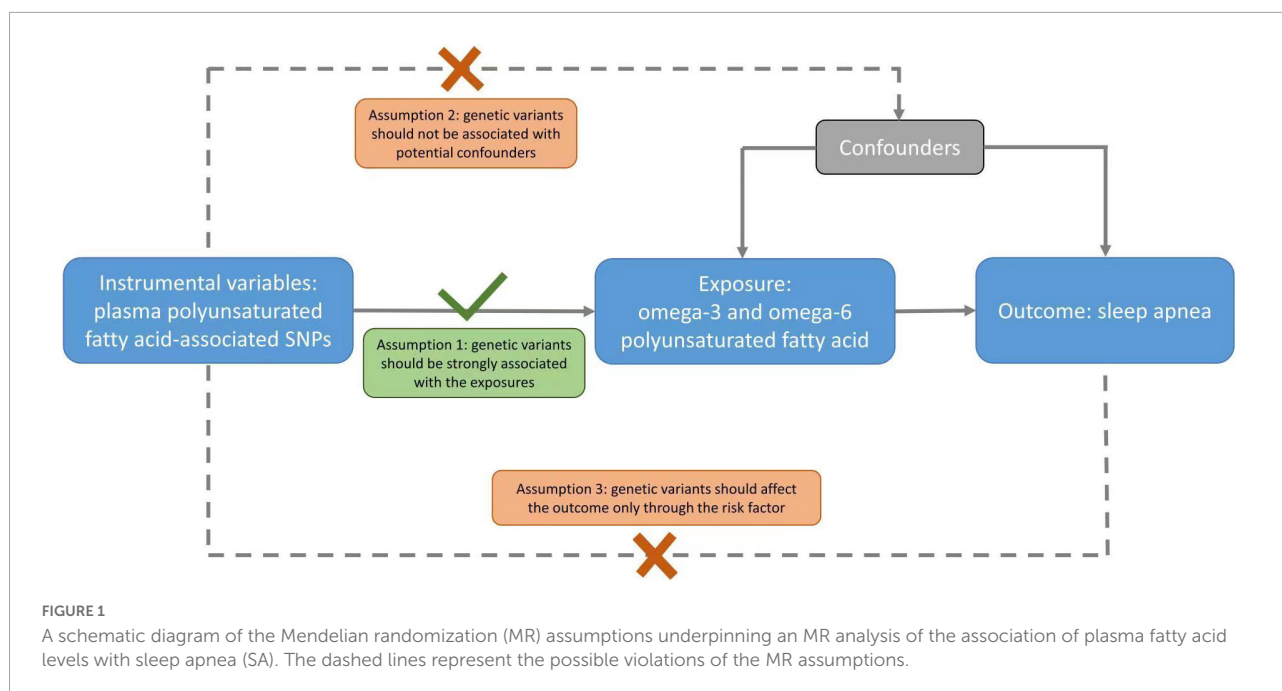 Assumption 2: genetic variants
should not be associated with
potential confounders
Confounders
Instrumental variables:
plasma polyunsaturated
fatty acid-associated SNPs
Assumption 1: genetic variants
should be strongly associated
with the exposures
Exposure:
omega-3 and omega-6
polyunsaturated fatty acid
Outcome: sleep apnea
Assumption 3: genetic variants should affect
the outcome only through the risk factor
FIGURE 1
A schematic diagram of the Mendelian randomization (MR) assumptions underpinning an MR analysis of the association of plasma fatty acid
levels with sleep apnea (SA). The dashed lines represent the possible violations of the MR assumptions.